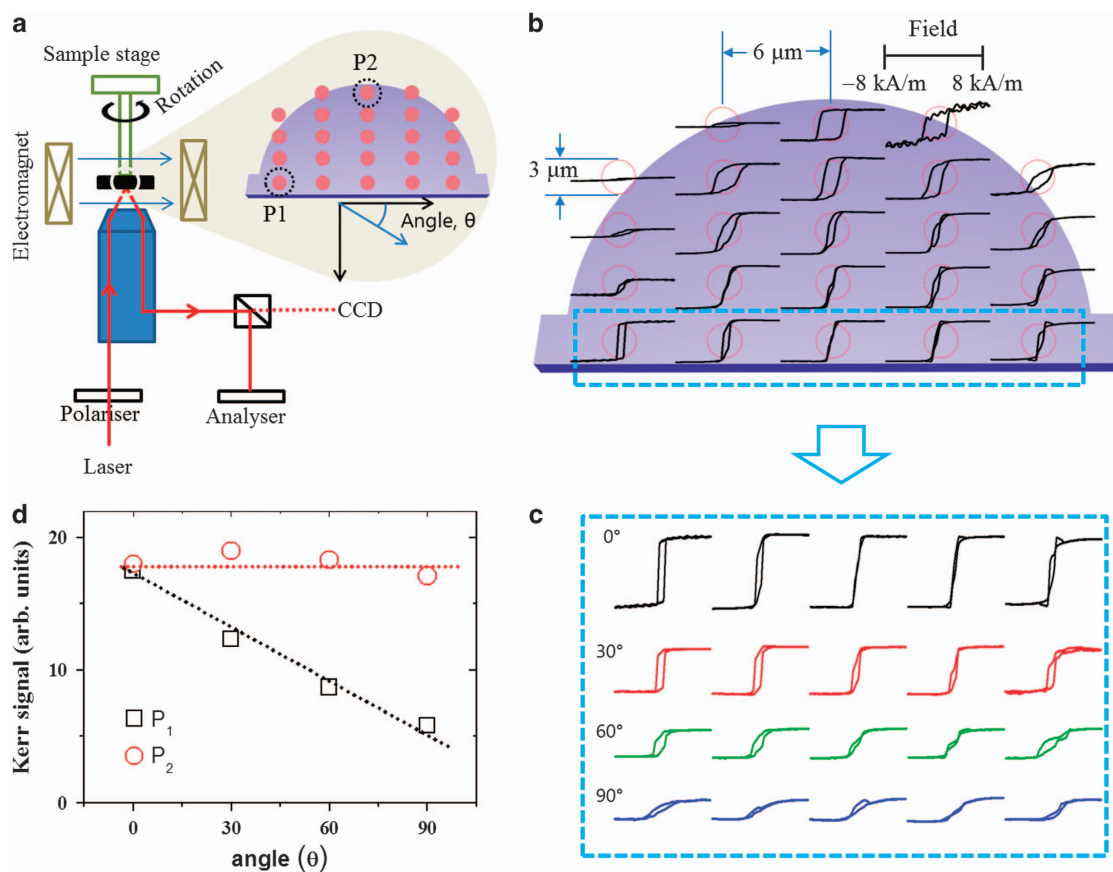 a
Sample stage
Rotation
Electromagnet
P2
P1
Angle, θ
CCD
Polariser
Analyser
Laser
b
Field
6 µm
−8 kA/m
8 kA/m
3 µm
c
0°
30°
60°
90°
d
Kerr signal (arb. units)
20
10
0
P1
P2
0
30
60
90
angle (θ)